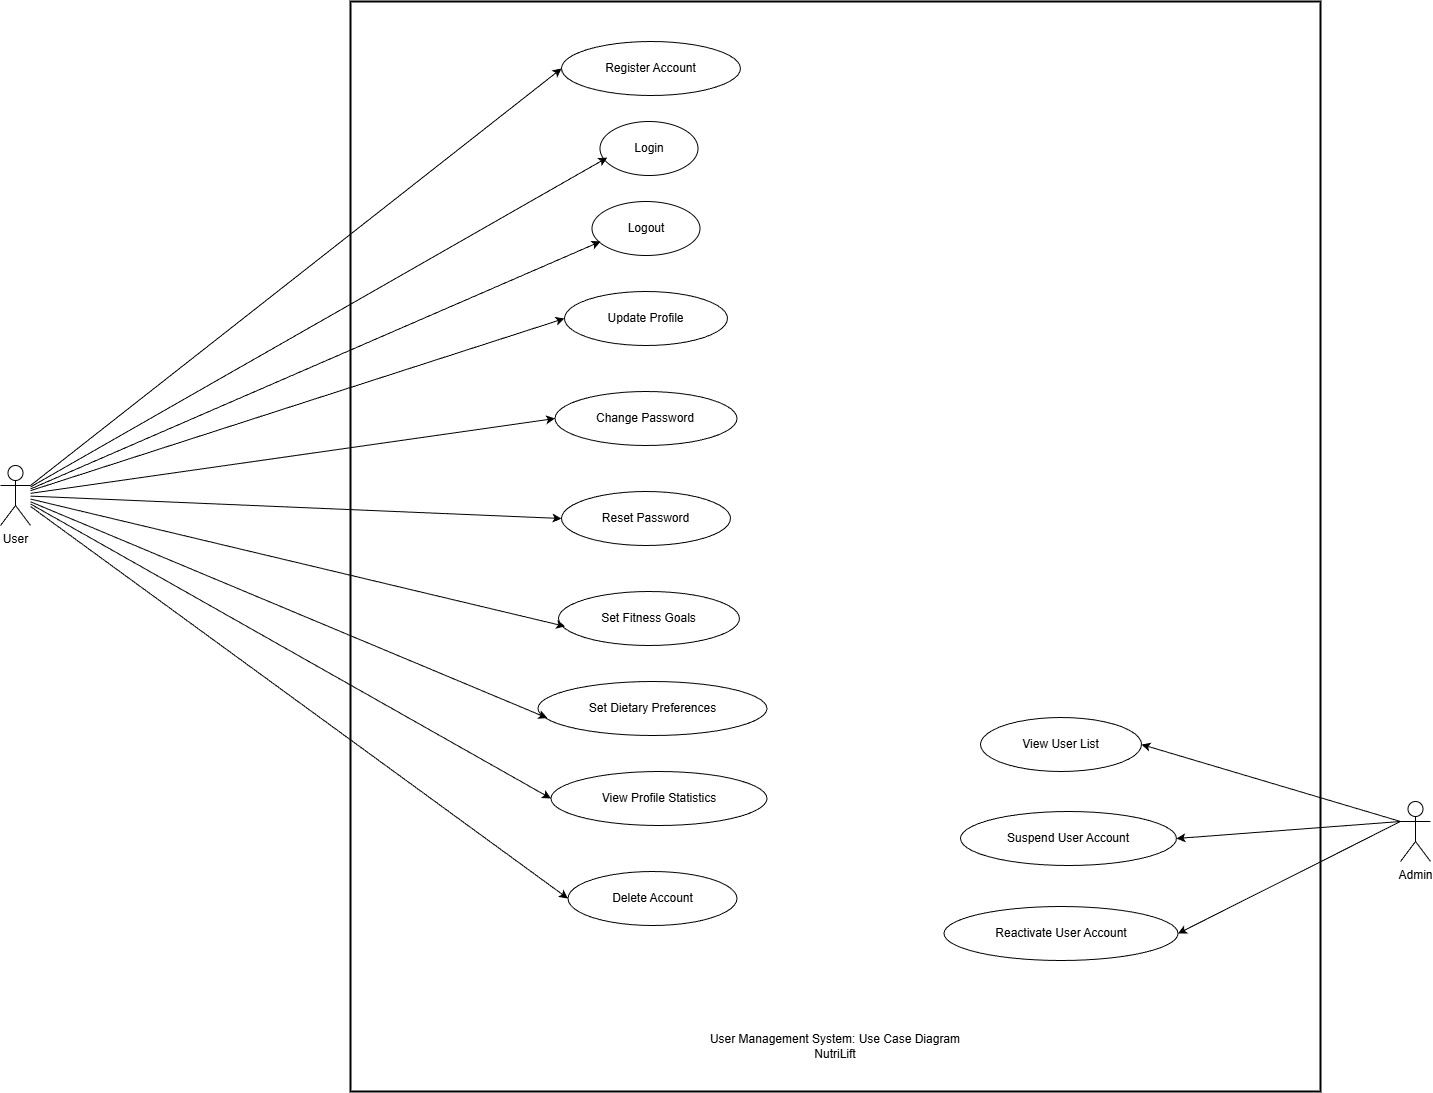 Register Account
Login
Logout
Update Profile
Change Password
User
Reset Password
Set Fitness Goals
Set Dietary Preferences
View User List
View Profile Statistics
Suspend User Account
Admin
Delete Account
Reactivate User Account
User Management System: Use Case Diagram
NutriLift